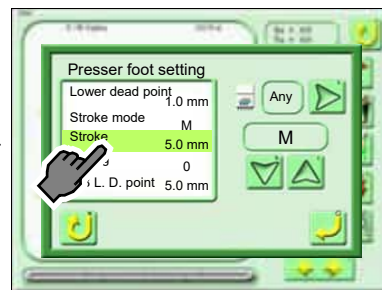 Presser foot setting
Lower dead point
1.0 mm
Stroke mode
M
Stroke
5.0 mm
0
L. D. point 5.0 mm
Any
M